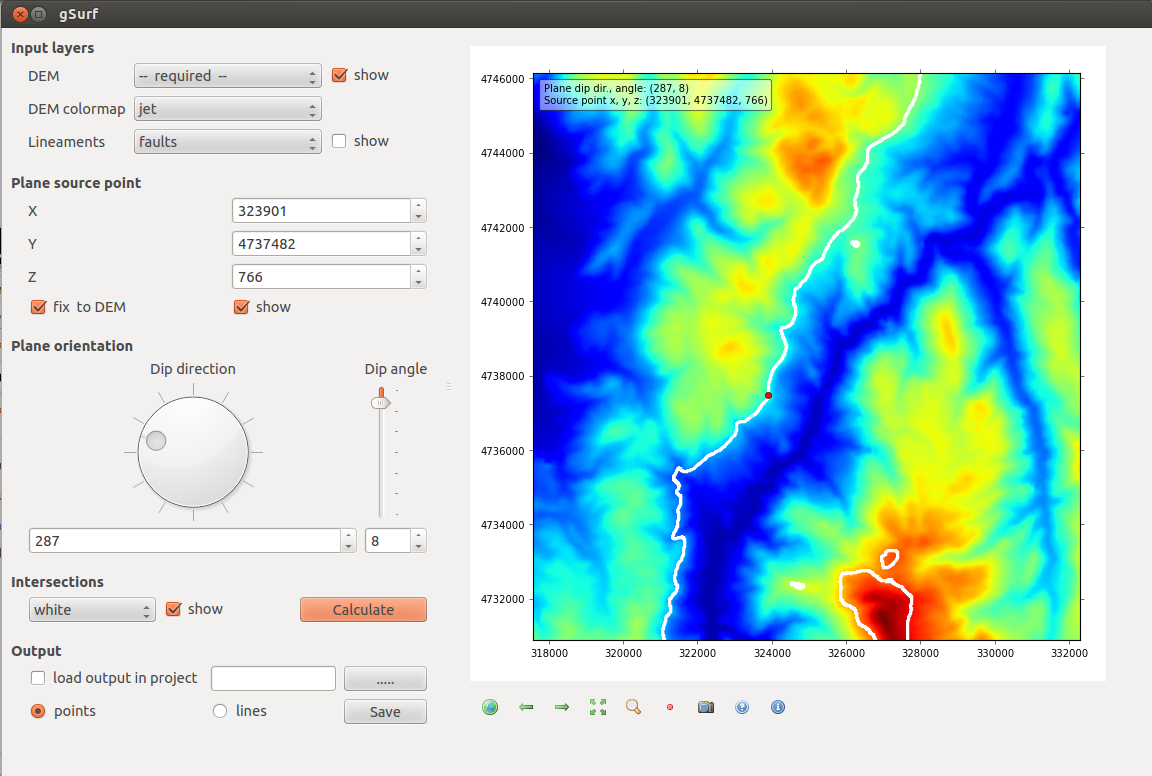 gSurf
Input layers
DEM -- required -- show
DEM colormap jet
Lineaments faults show
Plane source point
X 323901
Y 4737482
Z 766
fix to DEM show
Plane orientation
Dip direction Dip angle
287 8
Intersections
white show Calculate
Output
load output in project .....
points lines Save
Plane dip dir., angle: (287, 8)
Source point x, y, z: (323901, 4737482, 766)
4746000
4744000
4742000
4740000
4738000
4736000
4734000
4732000
318000 320000 322000 324000 326000 328000 330000 332000